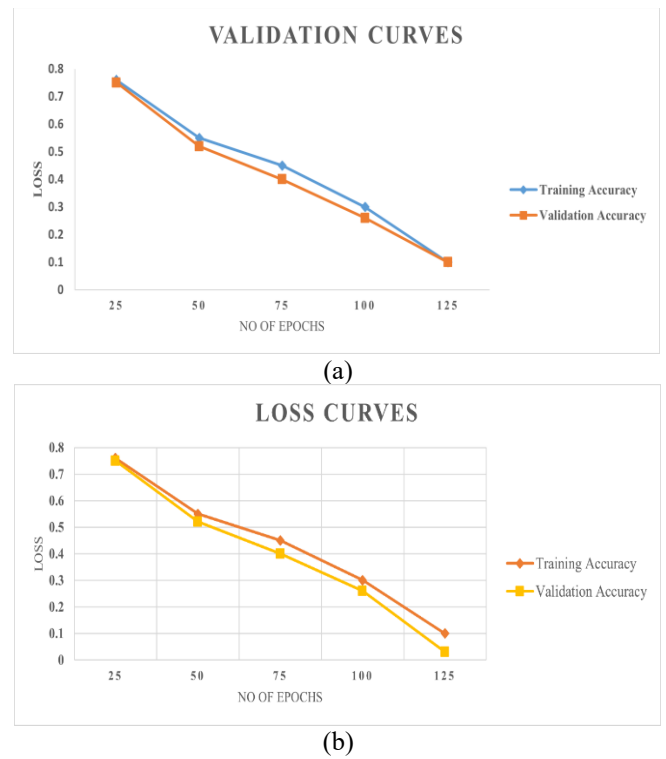 VALIDATION CURVES
0.8
0.7
0.6
0.5
0.4
0.3
0.2
0.1
0
LOSS
25 50 75 100 125
NO OF EPOCHS
Training Accuracy
Validation Accuracy
(a)
LOSS CURVES
0.8
0.7
0.6
0.5
0.4
0.3
0.2
0.1
0
LOSS
25 50 75 100 125
NO OF EPOCHS
Training Accuracy
Validation Accuracy
(b)